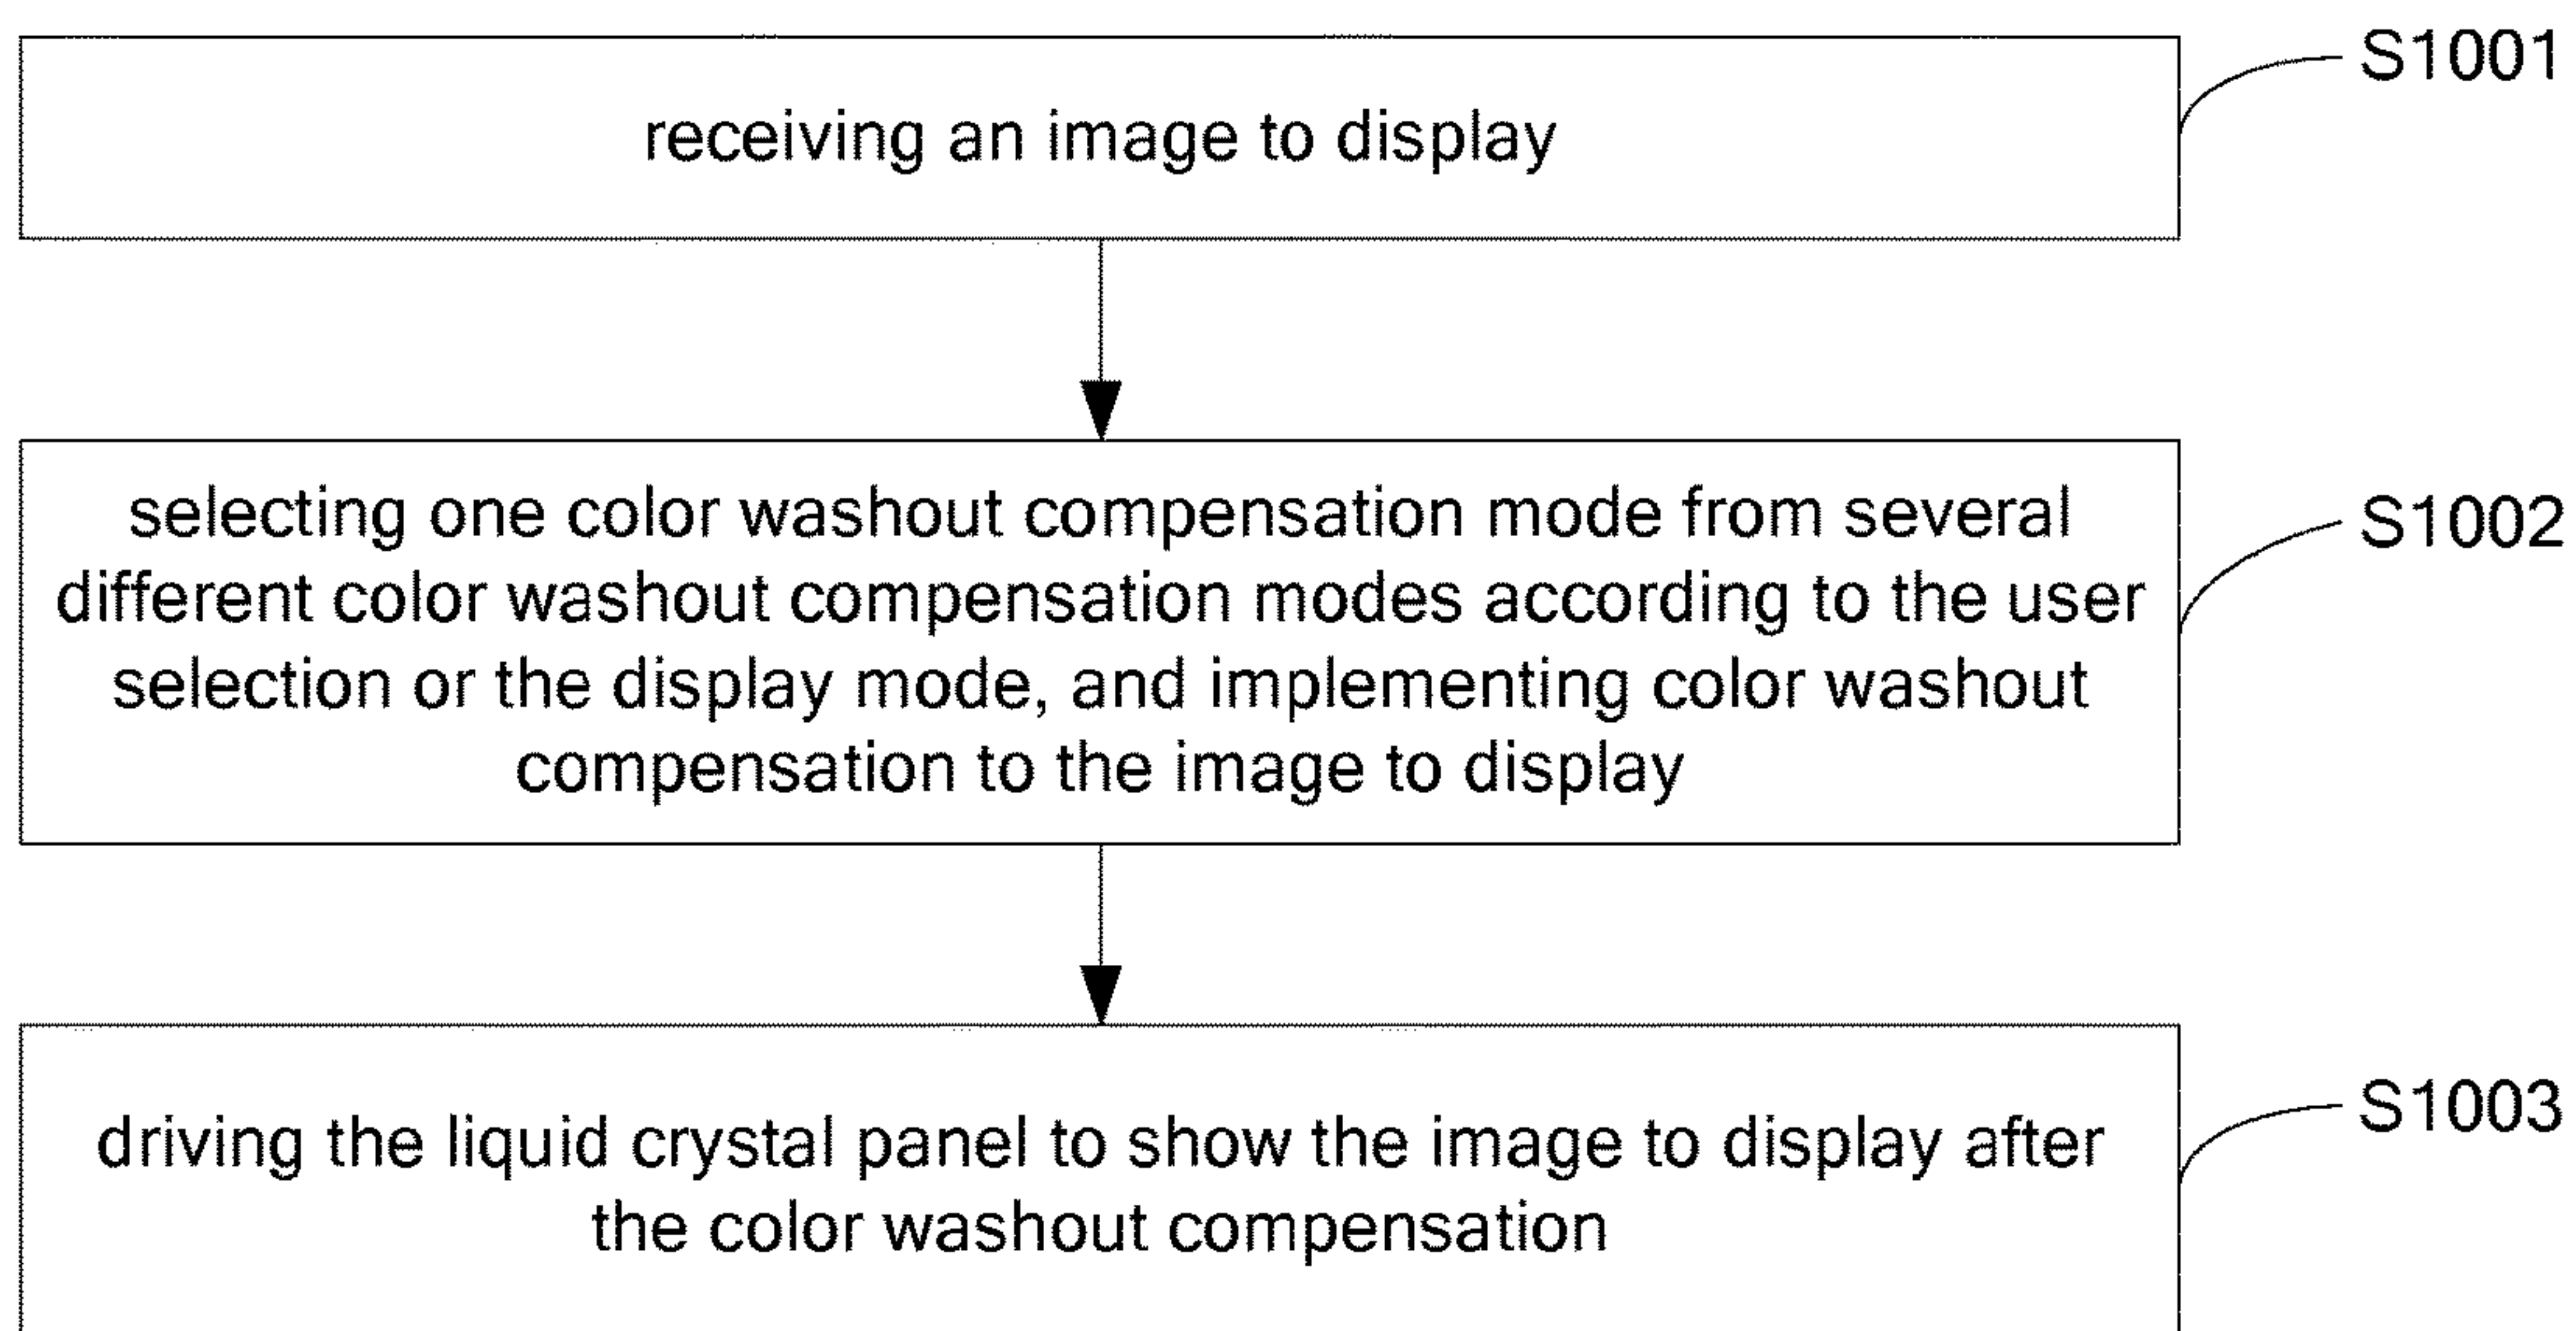 S1001
receiving an image to display
selecting one color washout compensation mode from several
S1002
different color washout compensation modes according to the user
selection or the display mode, and implementing color washout
compensation to the image to display
S1003
driving the liquid crystal panel to show the image to display after
the color washout compensation